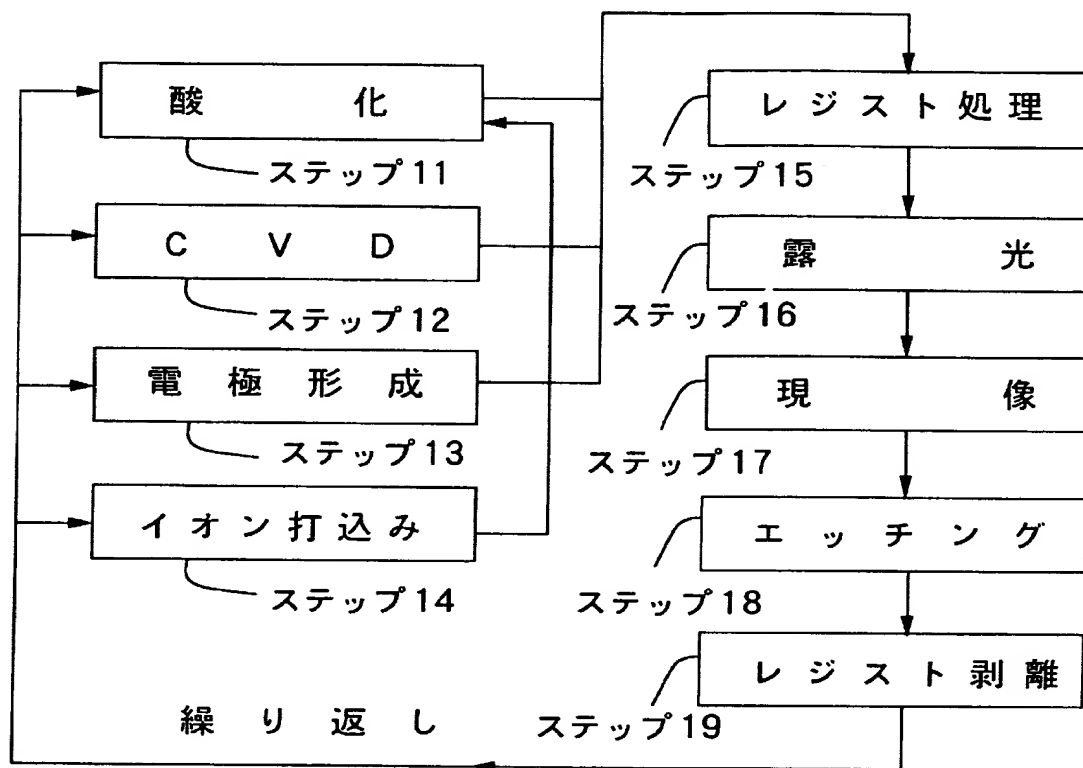 酸化
ステップ11
CVD
ステップ12
電極形成
ステップ13
イオン打込み
ステップ14
レジスト処理
ステップ15
露光
ステップ16
現像
ステップ17
エッチング
ステップ18
レジスト剥離
ステップ19
繰り返し